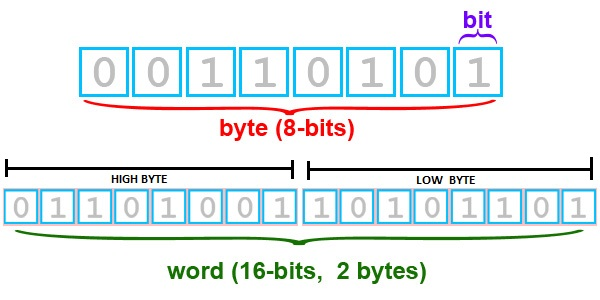 bit
0 0 1 1 0 1 0 1
byte (8-bits)
HIGH BYTE LOW BYTE
0 1 1 0 1 0 0 1 1 0 1 0 1 1 0 1
word (16-bits, 2 bytes)